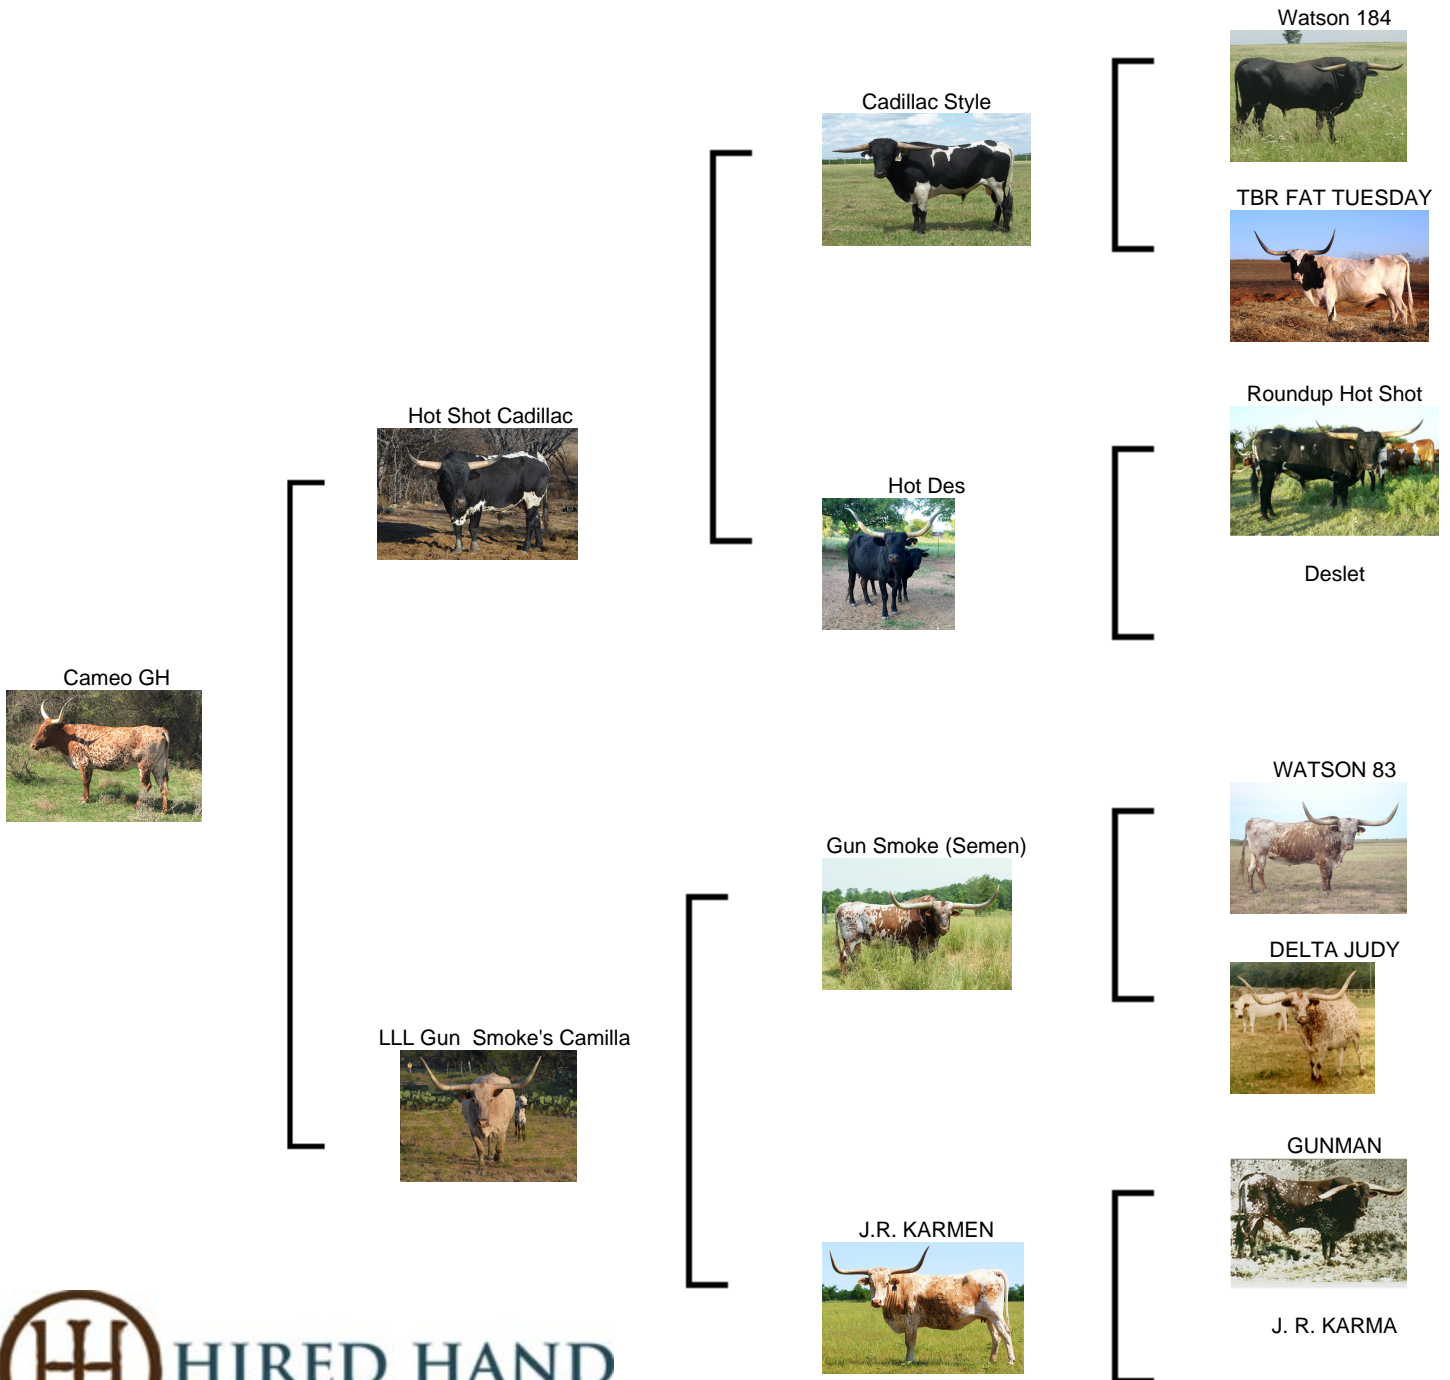 Watson 184
Cadillac Style
TBR FAT TUESDAY
Roundup Hot Shot
Hot Shot Cadillac
Hot Des
Deslet
Cameo GH
WATSON 83
Gun Smoke (Semen)
DELTA JUDY
LLL Gun  Smoke's Camilla
GUNMAN
J.R. KARMEN
J. R. KARMA
HIRED HAND